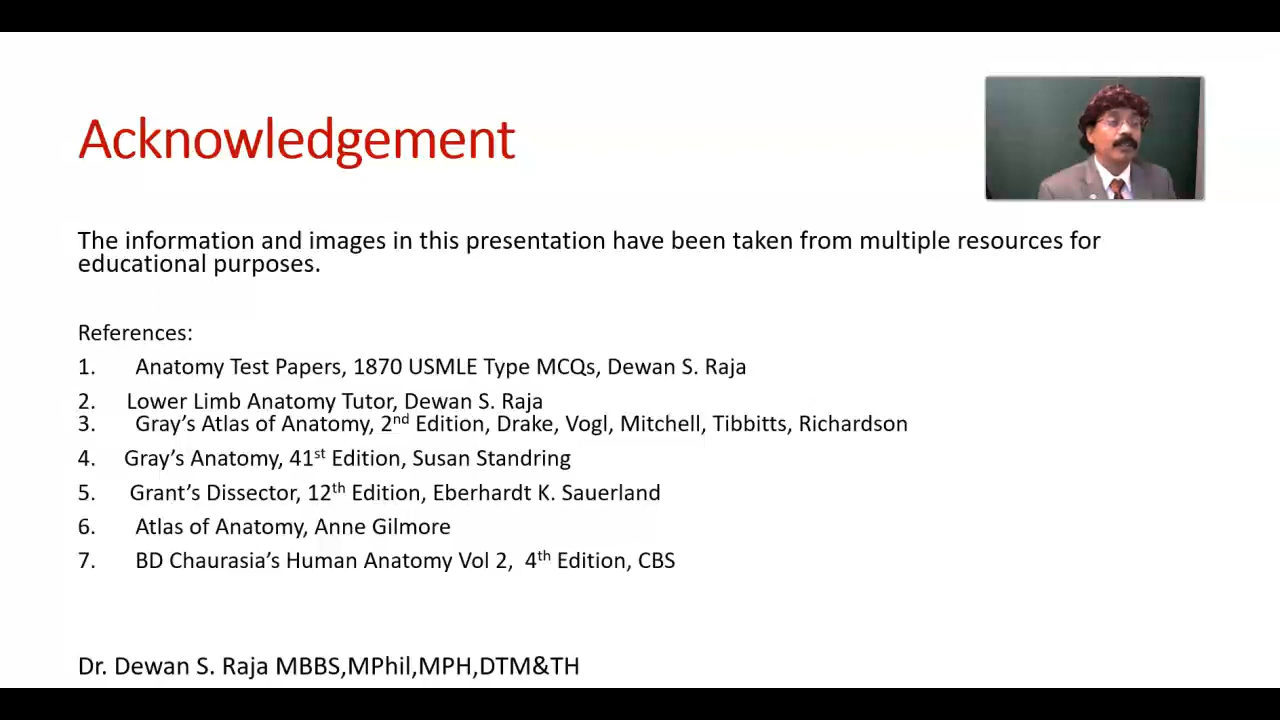 Acknowledgement
The information and images in this presentation have been taken from multiple resources for
educational purposes.
References:
1. Anatomy Test Papers, 1870 USMLE Type MCQs, Dewan S. Raja
2. Lower Limb Anatomy Tutor, Dewan S. Raja
3. Gray’s Atlas of Anatomy, 2nd Edition, Drake, Vogl, Mitchell, Tibbitts, Richardson
4. Gray’s Anatomy, 41st Edition, Susan Standring
5. Grant’s Dissector, 12th Edition, Eberhardt K. Sauerland
6. Atlas of Anatomy, Anne Gilmore
7. BD Chaurasia’s Human Anatomy Vol 2, 4th Edition, CBS
Dr. Dewan S. Raja MBBS,MPhil,MPH,DTM&TH